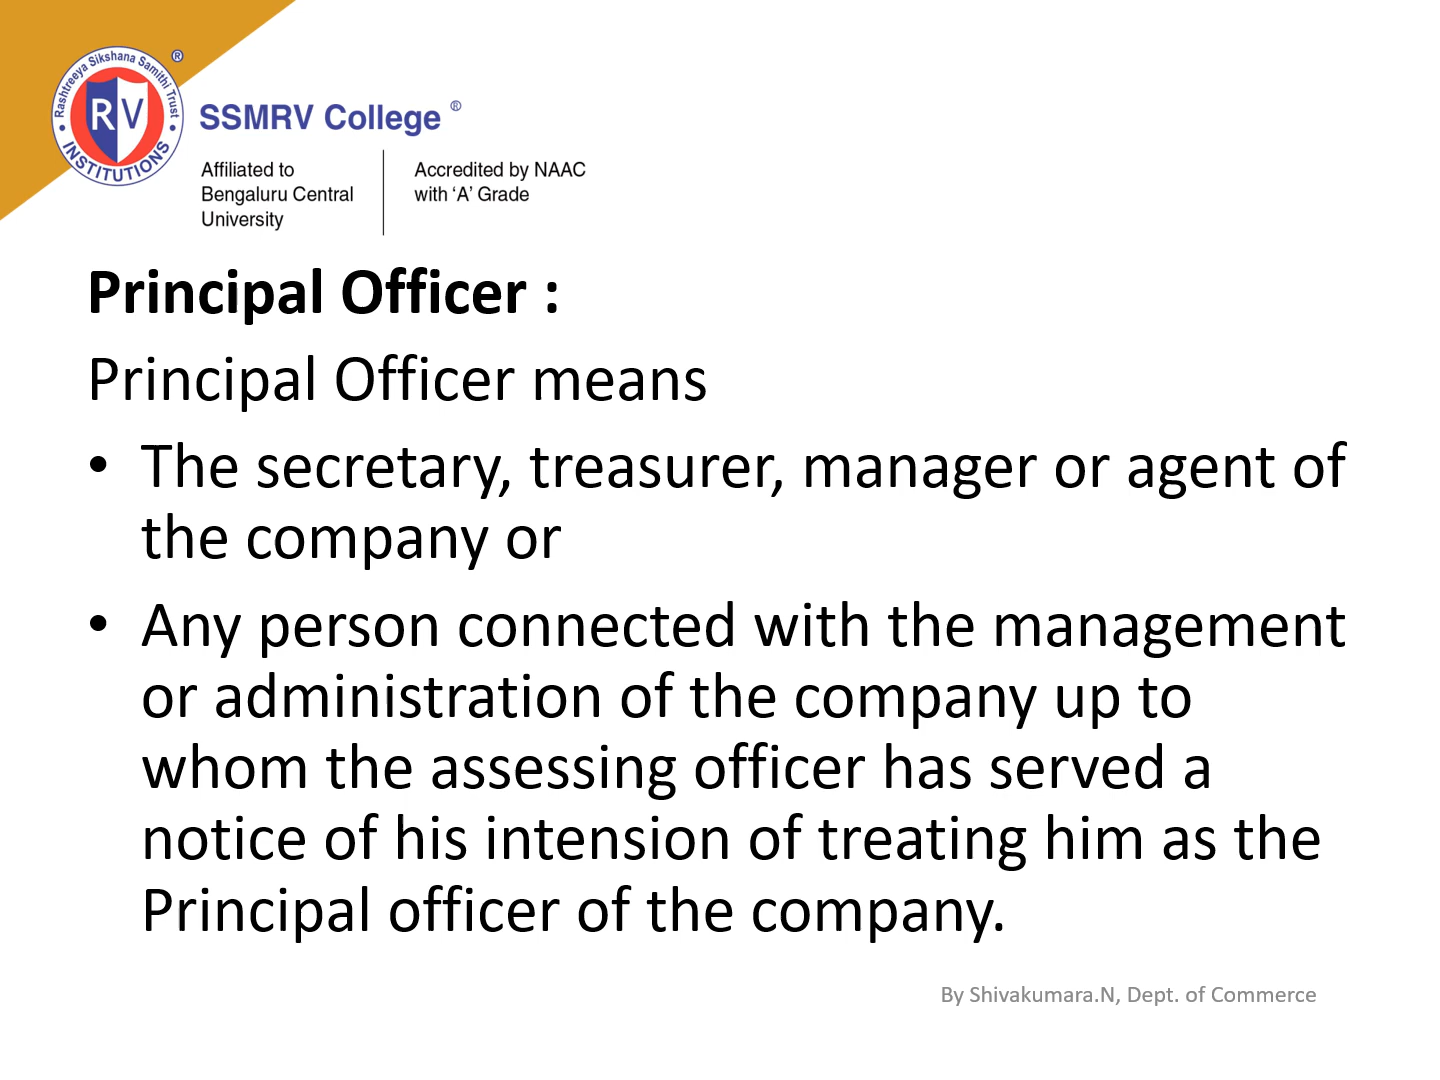 Rashtreeya Sikshana Samithi Trust
®
RV
• INSTITUTIONS •
SSMRV College ®
Affiliated to
Bengaluru Central
University
Accredited by NAAC
with ‘A’ Grade
Principal Officer :
Principal Officer means
• The secretary, treasurer, manager or agent of
the company or
• Any person connected with the management
or administration of the company up to
whom the assessing officer has served a
notice of his intension of treating him as the
Principal officer of the company.
By Shivakumara.N, Dept. of Commerce